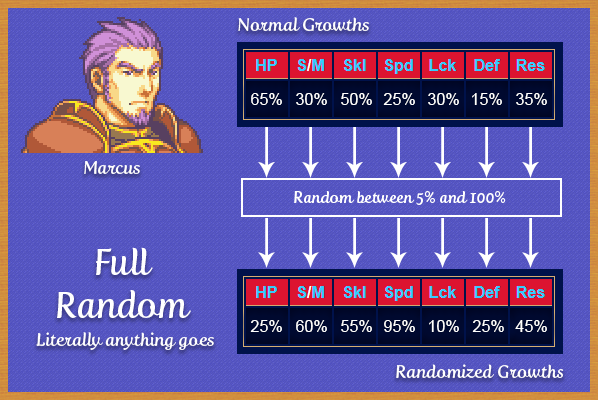 Normal Growths
HP S/M Skl Spd Lck Def Res
65% 30% 50% 25% 30% 15% 35%
Marcus
Random between 5% and 100%
Full
Random
Literally anything goes
HP S/M Skl Spd Lck Def Res
25% 60% 55% 95% 10% 25% 45%
Randomized Growths